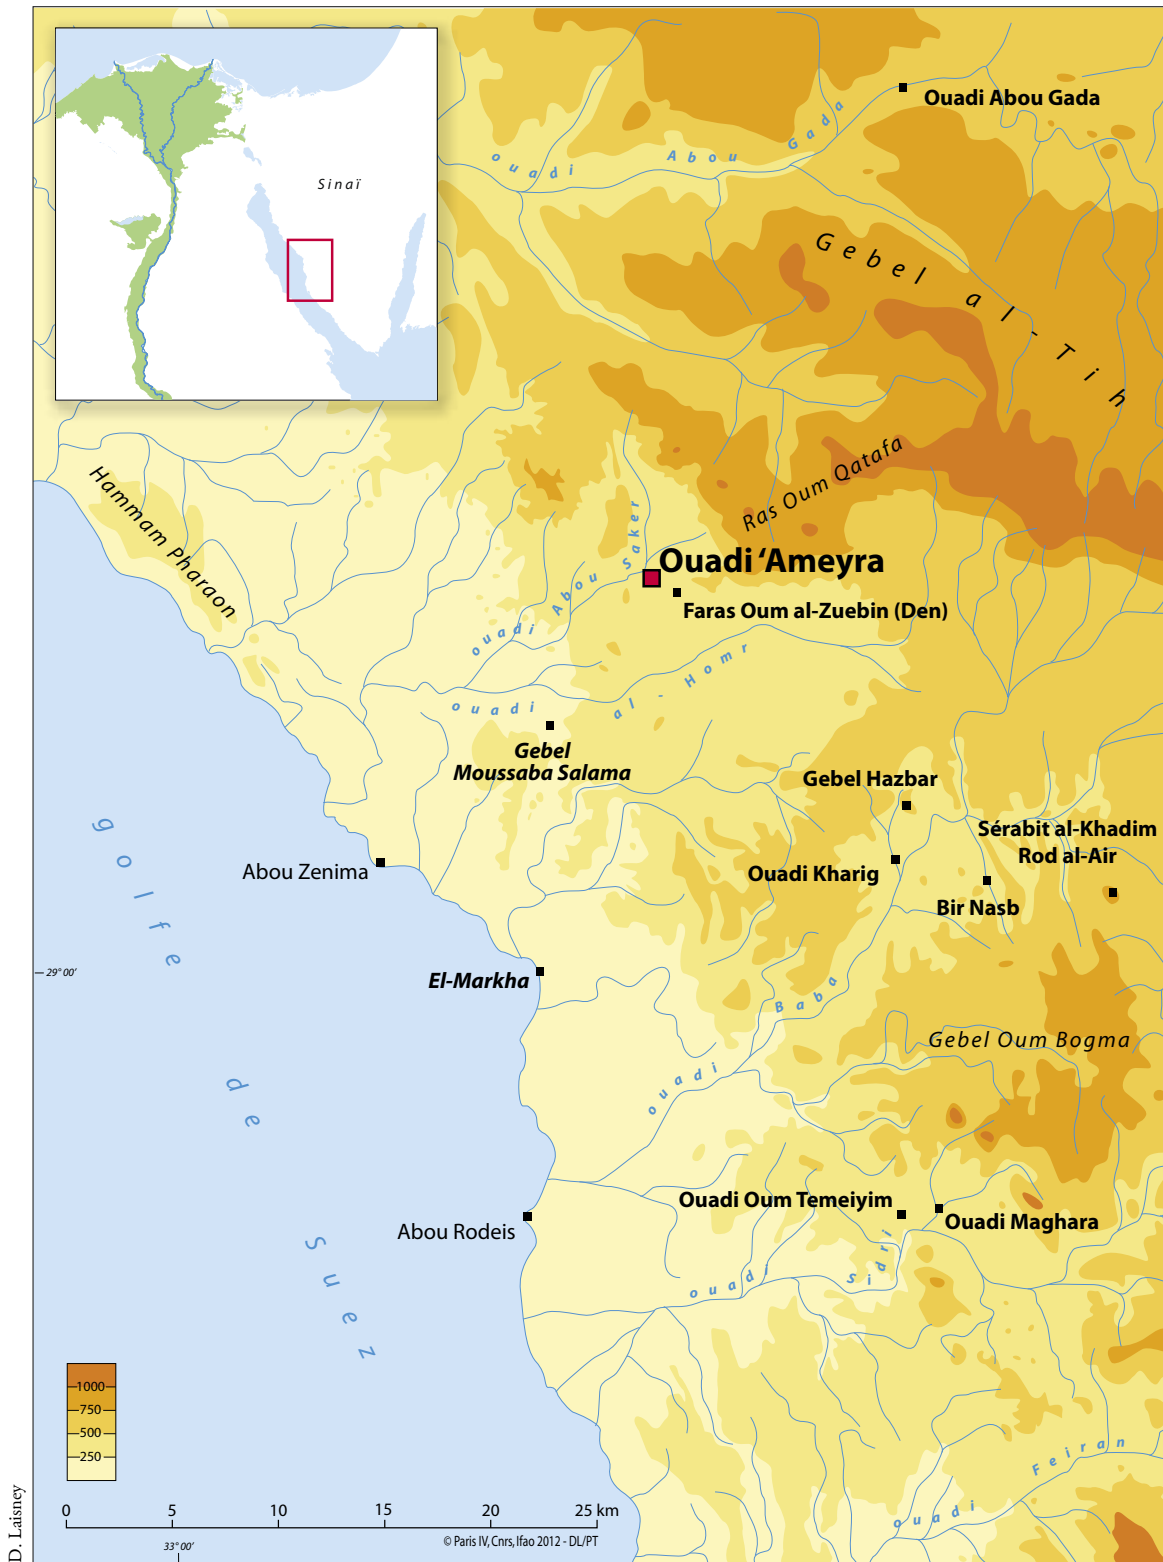 Sinaï
Ouadi Abou Gada
ouadi Abou Gada
Gebel al-Tih
Ras Oum Qatafa
Hammam Pharaon
ouadi Abou Saker
Ouadi ‘Ameyra
Faras Oum al-Zuebin (Den)
ouadi al-Homr
Gebel
Moussaba Salama
Gebel Hazbar
Sérabit al-Khadim
Rod al-Air
Abou Zenima
Ouadi Kharig
Bir Nasb
golfe de Suez
29° 00'
El-Markha
ouadi Baba
Gebel Oum Bogma
Ouadi Oum Temeiyim
Ouadi Maghara
Abou Rodeis
ouadi Sidri
1000
750
500
250
ouadi Feiran
0 5 10 15 20 25 km
33° 00'
© Paris IV, Cnrs, Ifao 2012 - DL/PT
D. Laisney